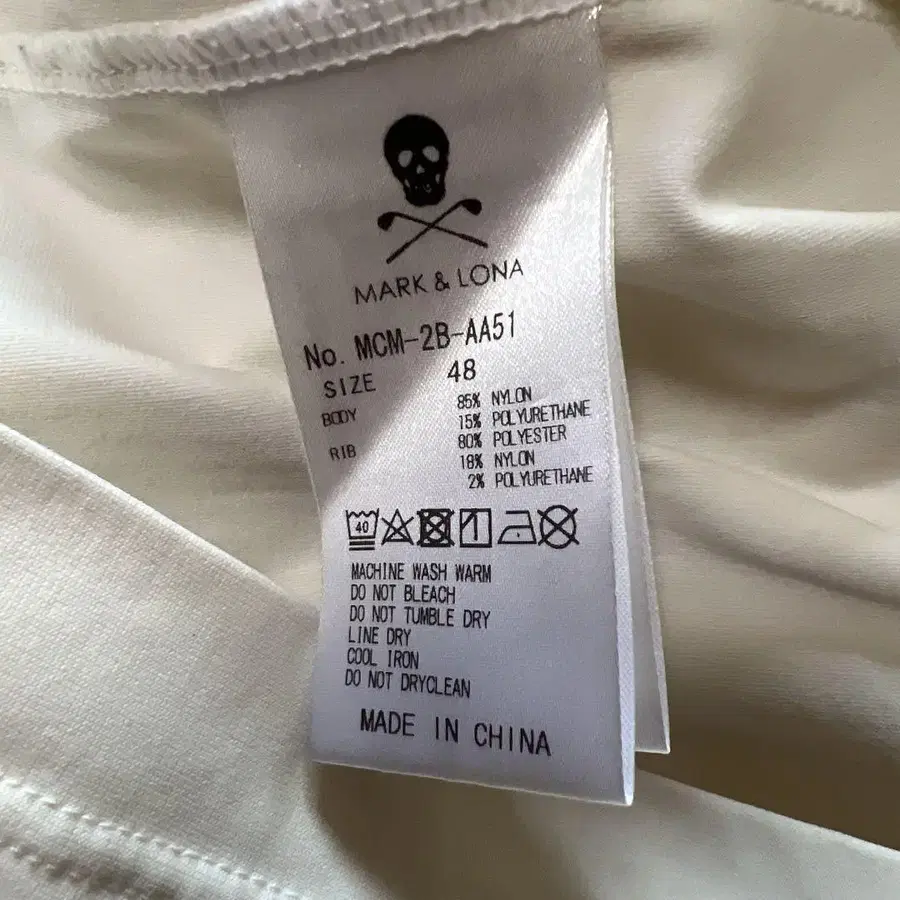 MARK & LONA
No. MCM-2B-AA51
SIZE 48
BODY 85% NYLON
15% POLYURETHANE
RIB 80% POLYESTER
18% NYLON
2% POLYURETHANE
40
MACHINE WASH WARM
DO NOT BLEACH
DO NOT TUMBLE DRY
LINE DRY
COOL IRON
DO NOT DRYCLEAN
MADE IN CHINA